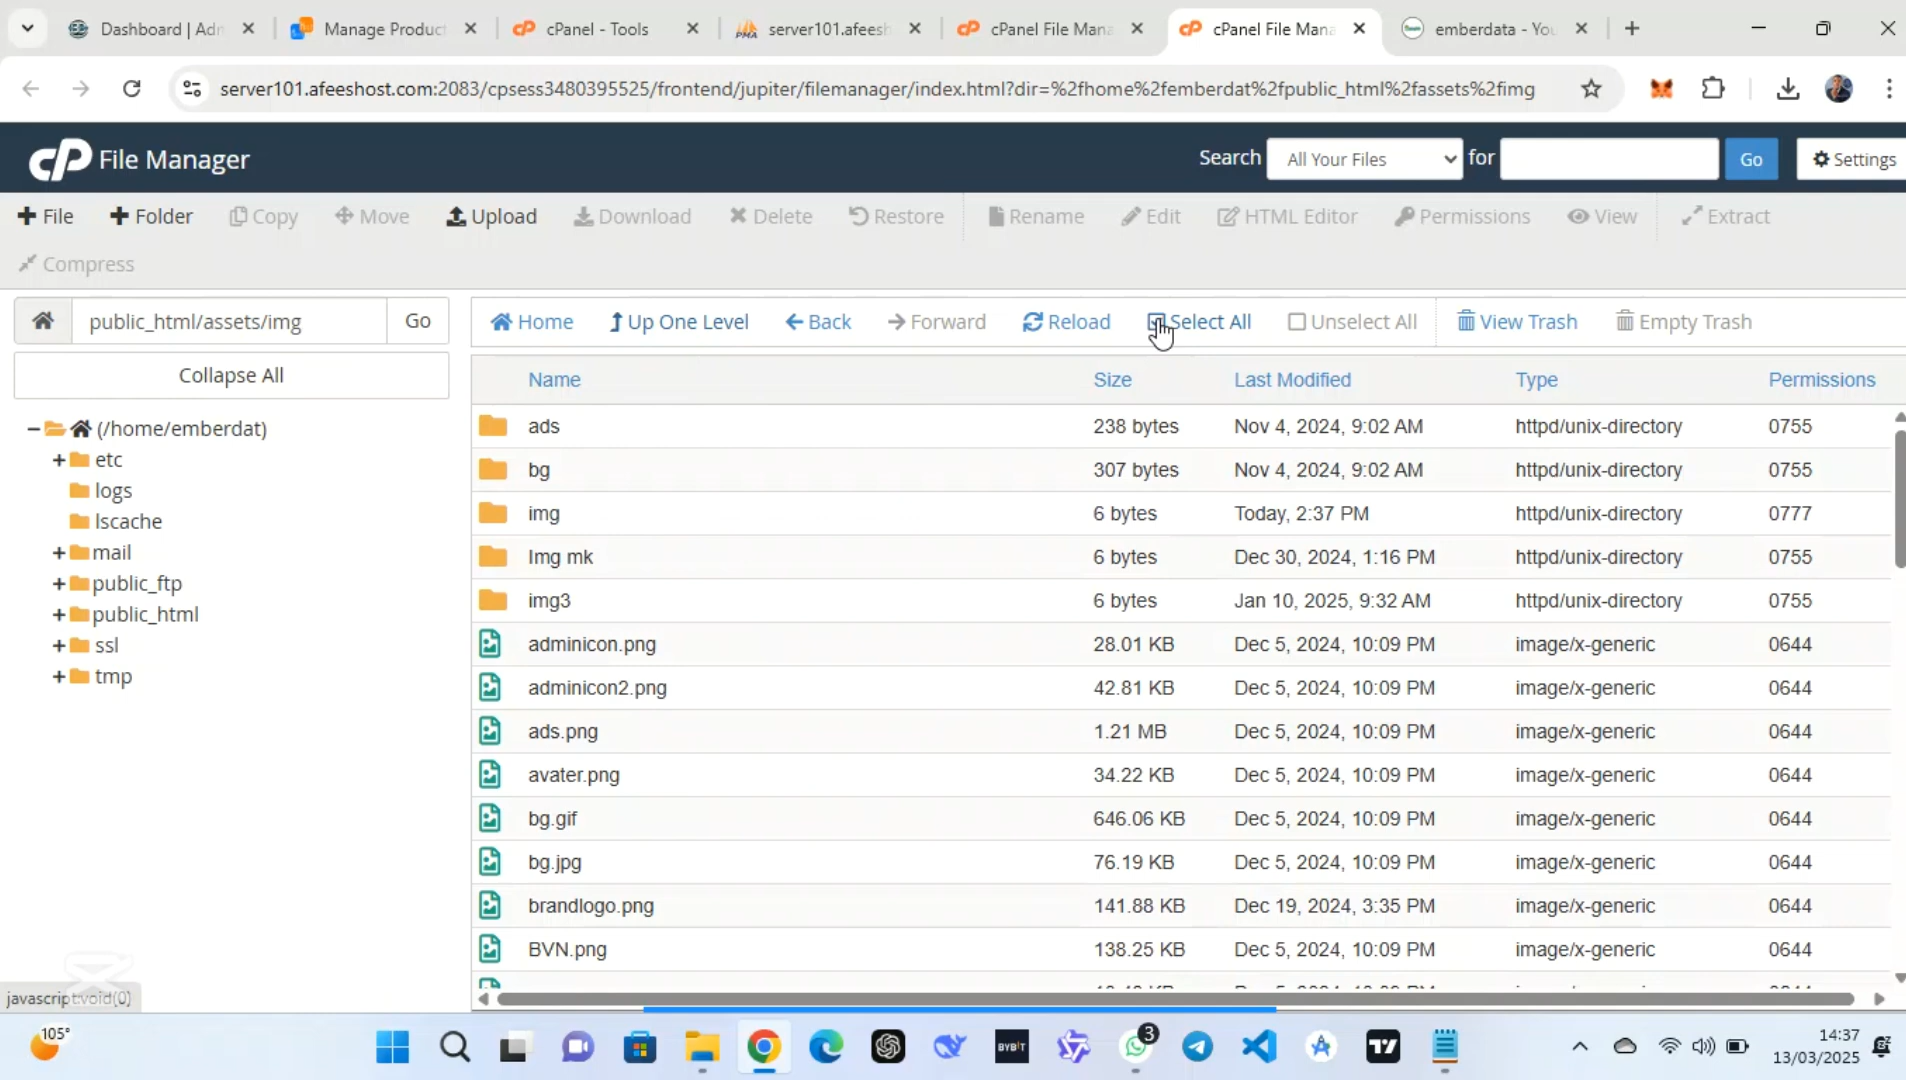 Dashboard | Adm
Manage Product
cPanel - Tools
server101.afeesh
cPanel File Mana
cPanel File Mana
emberdata - You
server101.afeeshost.com:2083/cpsess3480395525/frontend/jupiter/filemanager/index.html?dir=%2fhome%2femberdat%2fpublic_html%2fassets%2fimg
cP File Manager
Search All Your Files for Go Settings
File Folder Copy Move Upload Download Delete Restore Rename Edit HTML Editor Permissions View Extract
Compress
public_html/assets/img Go
Home Up One Level Back Forward Reload Select All Unselect All View Trash Empty Trash
Collapse All
(/home/emberdat)
etc
logs
lscache
mail
public_ftp
public_html
ssl
tmp
Name Size Last Modified Type Permissions
ads 238 bytes Nov 4, 2024, 9:02 AM httpd/unix-directory 0755
bg 307 bytes Nov 4, 2024, 9:02 AM httpd/unix-directory 0755
img 6 bytes Today, 2:37 PM httpd/unix-directory 0777
Img mk 6 bytes Dec 30, 2024, 1:16 PM httpd/unix-directory 0755
img3 6 bytes Jan 10, 2025, 9:32 AM httpd/unix-directory 0755
adminicon.png 28.01 KB Dec 5, 2024, 10:09 PM image/x-generic 0644
adminicon2.png 42.81 KB Dec 5, 2024, 10:09 PM image/x-generic 0644
ads.png 1.21 MB Dec 5, 2024, 10:09 PM image/x-generic 0644
avater.png 34.22 KB Dec 5, 2024, 10:09 PM image/x-generic 0644
bg.gif 646.06 KB Dec 5, 2024, 10:09 PM image/x-generic 0644
bg.jpg 76.19 KB Dec 5, 2024, 10:09 PM image/x-generic 0644
brandlogo.png 141.88 KB Dec 19, 2024, 3:35 PM image/x-generic 0644
BVN.png 138.25 KB Dec 5, 2024, 10:09 PM image/x-generic 0644
javascript:void(0)
105°
BYBIT
3
14:37
13/03/2025